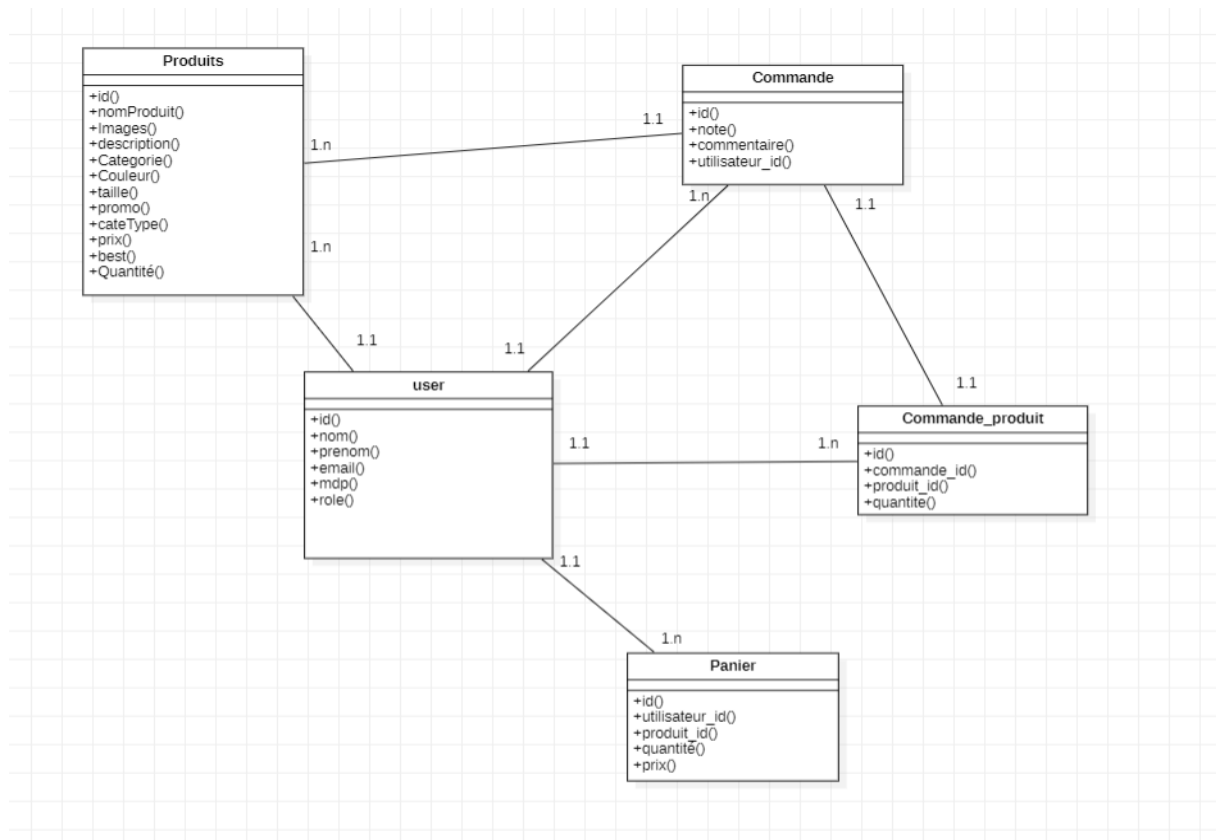 Produits
+id()
+nomProduit()
+Images()
+description()
+Categorie()
+Couleur()
+taille()
+promo()
+cateType()
+prix()
+best()
+Quantité()
1.n
1.1
Commande
+id()
+note()
+commentaire()
+utilisateur_id()
1.n
1.1
1.n
1.1
1.1
1.1
user
+id()
+nom()
+prenom()
+email()
+mdp()
+role()
1.1
1.n
Commande_produit
+id()
+commande_id()
+produit_id()
+quantite()
1.1
1.n
Panier
+id()
+utilisateur_id()
+produit_id()
+quantité()
+prix()